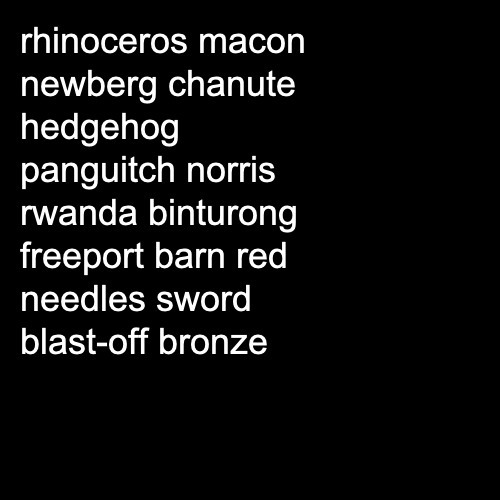 rhinoceros macon
newberg chanute
hedgehog
panguitch norris
rwanda binturong
freeport barn red
needles sword
blast-off bronze